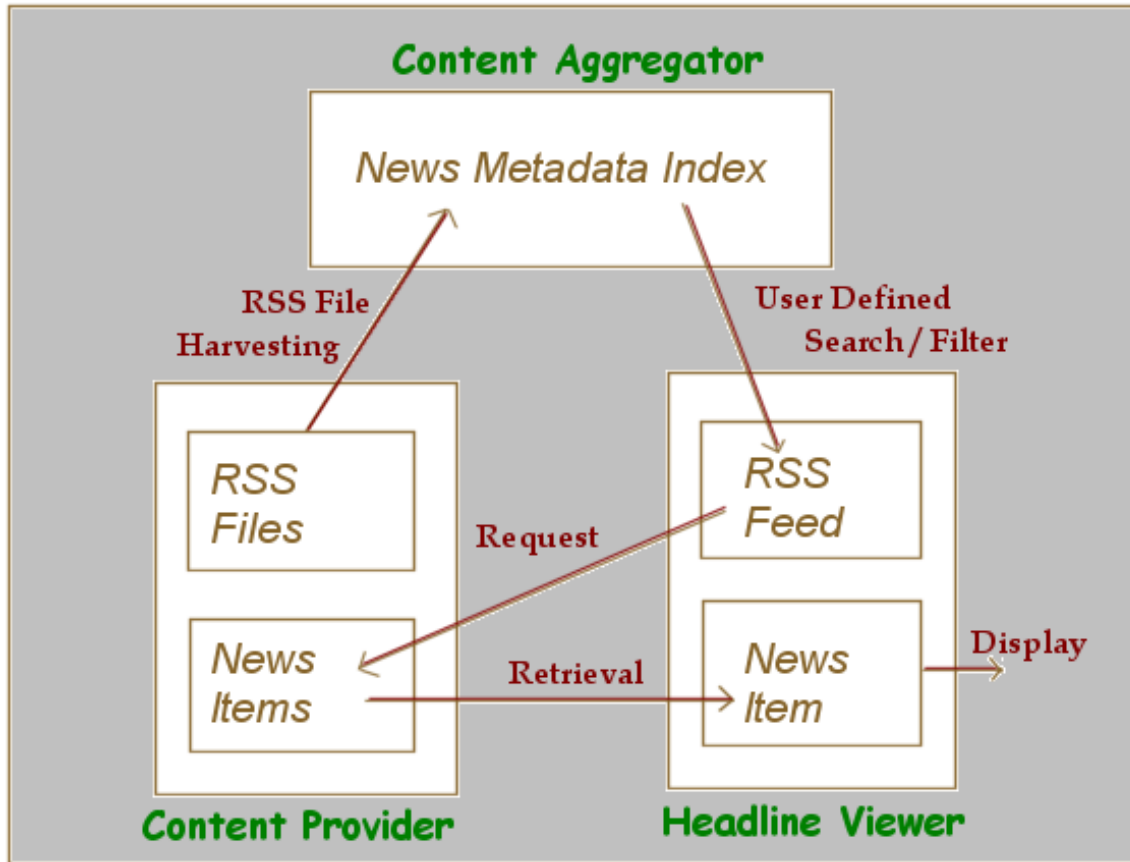 Content Aggregator
News Metadata Index
RSS File
Harvesting
User Defined
Search / Filter
RSS
Files
RSS
Feed
Request
News
Items
Retrieval
News
Item
Display
Content Provider
Headline Viewer